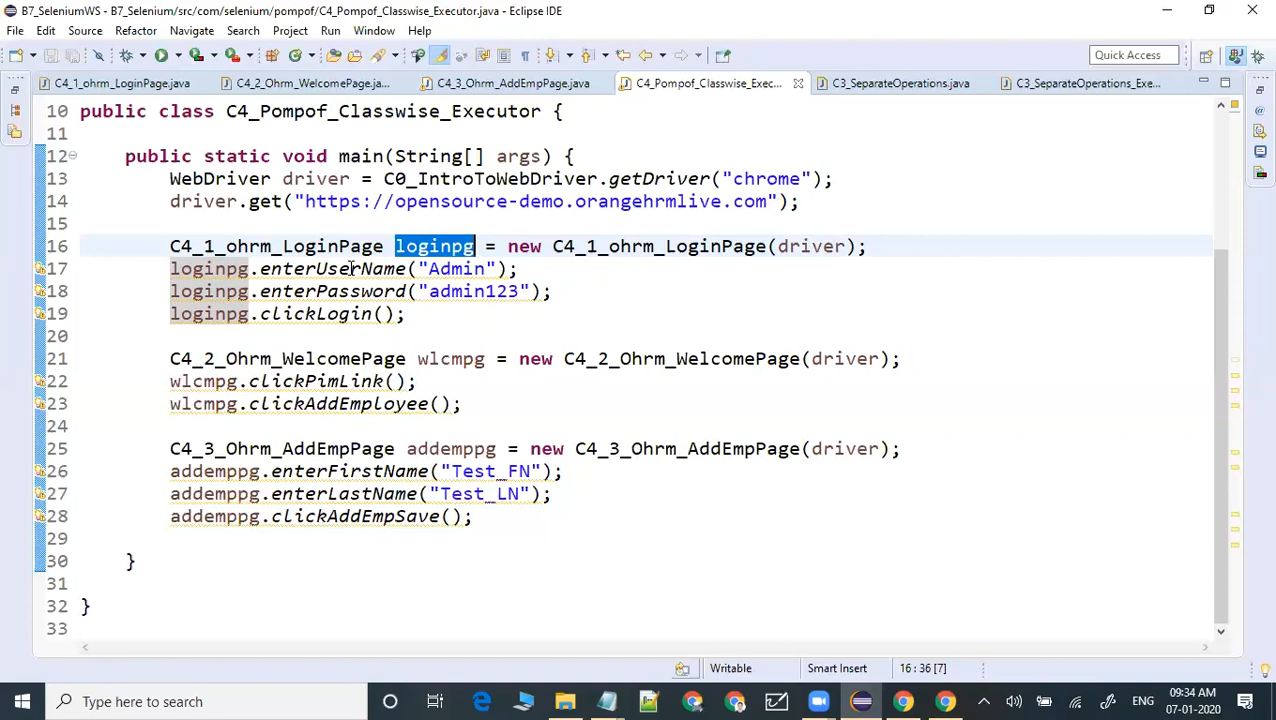 B7_SeleniumWS - B7_Selenium/src/com/selenium/pompof/C4_Pompof_Classwise_Executor.java - Eclipse IDE
File Edit Source Refactor Navigate Search Project Run Window Help
Quick Access
C4_1_ohrm_LoginPage.java C4_2_Ohrm_WelcomePage.ja... C4_3_Ohrm_AddEmpPage.java C4_Pompof_Classwise_Exec... C3_SeparateOperations.java C3_SeparateOperations_Exe...
10 public class C4_Pompof_Classwise_Executor {
11
12 public static void main(String[] args) {
13 WebDriver driver = C0_IntroToWebDriver.getDriver("chrome");
14 driver.get("https://opensource-demo.orangehrmlive.com");
15
16 C4_1_ohrm_LoginPage loginpg = new C4_1_ohrm_LoginPage(driver);
17 loginpg.enterUserName("Admin");
18 loginpg.enterPassword("admin123");
19 loginpg.clickLogin();
20
21 C4_2_Ohrm_WelcomePage wlcmpg = new C4_2_Ohrm_WelcomePage(driver);
22 wlcmpg.clickPimLink();
23 wlcmpg.clickAddEmployee();
24
25 C4_3_Ohrm_AddEmpPage addemppg = new C4_3_Ohrm_AddEmpPage(driver);
26 addemppg.enterFirstName("Test_FN");
27 addemppg.enterLastName("Test_LN");
28 addemppg.clickAddEmpSave();
29
30 }
31
32 }
33
Writable Smart Insert 16 : 36 [7]
Type here to search ENG 09:34 AM
07-01-2020